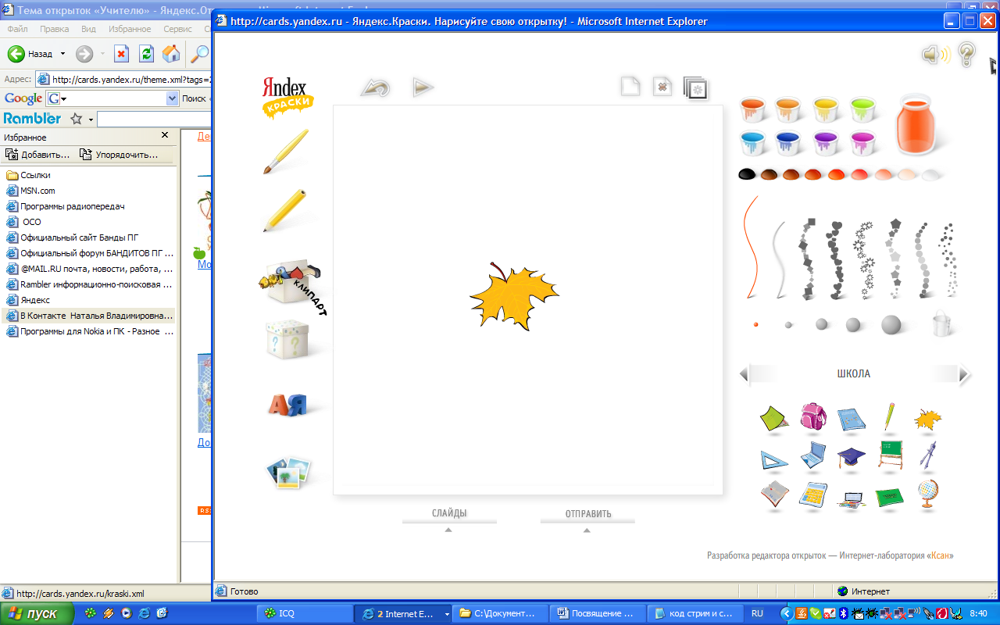 Тема открыток «Учителю» - Яндекс.От
http://cards.yandex.ru - Яндекс.Краски. Нарисуйте свою открытку! - Microsoft Internet Explorer
Файл Правка Вид Избранное Сервис
Назад
Адрес: http://cards.yandex.ru/theme.xml?tags=2
Google G Поиск
Rambler
Избранное
Добавить... Упорядочить...
Ссылки
MSN.com
Программы радиопередач
ОСО
Официальный сайт Банды ПГ
Официальный форум БАНДИТОВ ПГ ...
@MAIL.RU почта, новости, работа, ...
Rambler информационно-поисковая ...
Яндекс
В Контакте Наталья Владимировна...
Программы для Nokia и ПК - Разное ...
Де
Мо
До
RSS
Яndex
КРАСКИ
КЛИПАРТ
? ?
АЯ
ШКОЛА
СЛАЙДЫ
ОТПРАВИТЬ
Разработка редактора открыток — Интернет-лаборатория «Ксан»
http://cards.yandex.ru/kraski.xml
Готово
Интернет
пуск
ICQ
2 Internet E...
C:\Документ...
Посвящение ...
код стрим и с...
RU
8:40